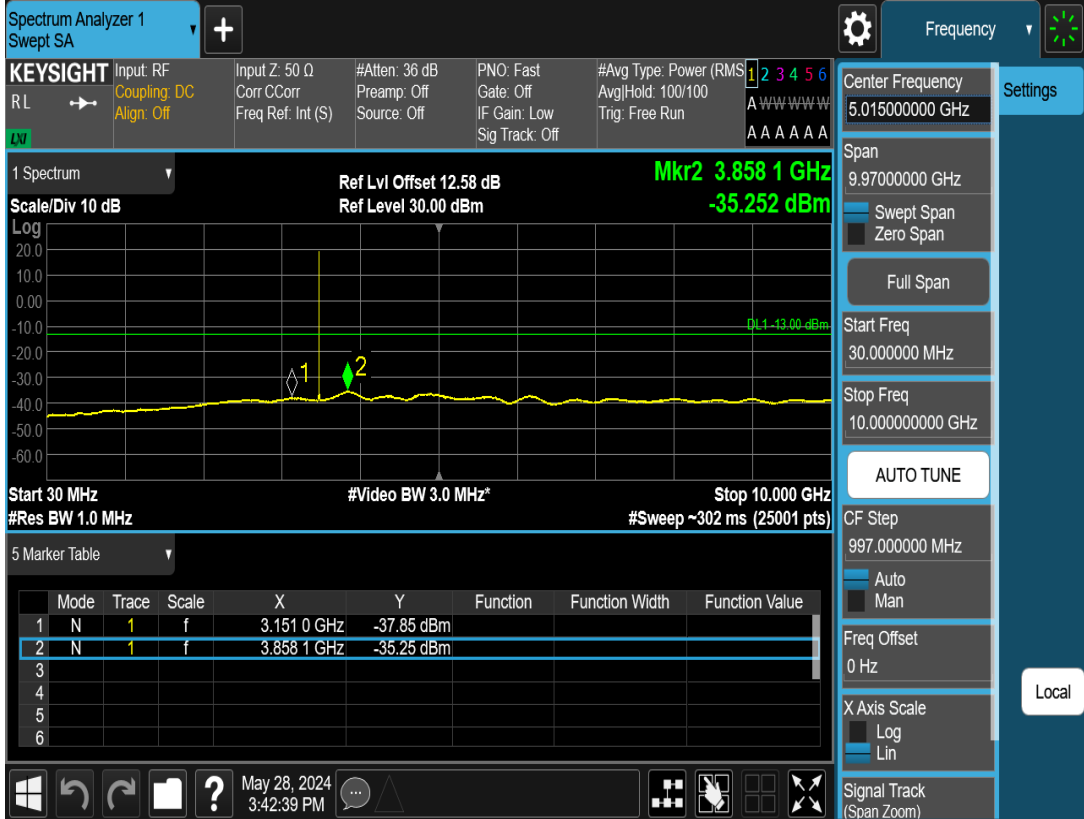 Spectrum Analyzer 1
Swept SA
Frequency
KEYSIGHT
RL
LXI
Input: RF
Coupling: DC
Align: Off
Input Z: 50 Ω
Corr CCorr
Freq Ref: Int (S)
#Atten: 36 dB
Preamp: Off
Source: Off
PNO: Fast
Gate: Off
IF Gain: Low
Sig Track: Off
#Avg Type: Power (RMS
Avg|Hold: 100/100
Trig: Free Run
1 2 3 4 5 6
A W W W W W
A A A A A A
1 Spectrum
Scale/Div 10 dB
Ref Lvl Offset 12.58 dB
Ref Level 30.00 dBm
Mkr2 3.858 1 GHz
-35.252 dBm
Log
20.0
10.0
0.00
-10.0
-20.0
-30.0
-40.0
-50.0
-60.0
DL1 -13.00 dBm
1
2
Start 30 MHz
#Video BW 3.0 MHz*
Stop 10.000 GHz
#Res BW 1.0 MHz
#Sweep ~302 ms (25001 pts)
5 Marker Table
Mode Trace Scale X Y Function Function Width Function Value
1 N 1 f 3.151 0 GHz -37.85 dBm
2 N 1 f 3.858 1 GHz -35.25 dBm
3
4
5
6
?
May 28, 2024
3:42:39 PM
Center Frequency
5.015000000 GHz
Span
9.97000000 GHz
Swept Span
Zero Span
Full Span
Start Freq
30.000000 MHz
Stop Freq
10.000000000 GHz
AUTO TUNE
CF Step
997.000000 MHz
Auto
Man
Freq Offset
0 Hz
X Axis Scale
Log
Lin
Signal Track
(Span Zoom)
Settings
Local